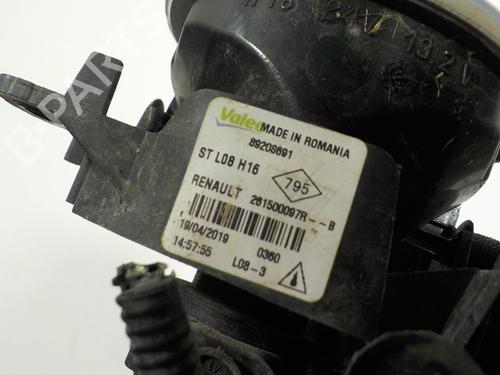 H16 13.2V
Valeo MADE IN ROMANIA
89208691
ST L08 H16
795
RENAULT 261500097R--B
19/04/2019 0360
14:57:55 L08-3
B-PARTS